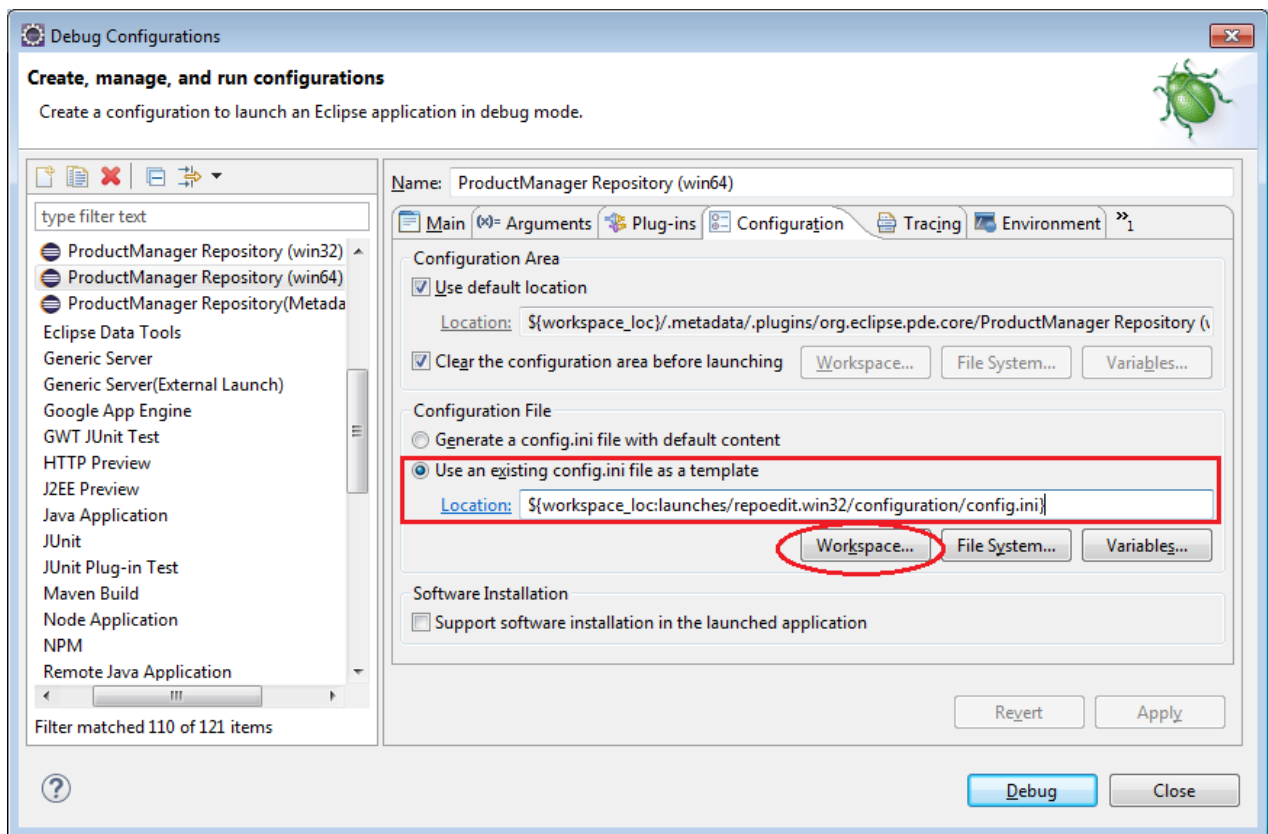 Debug Configurations
Create, manage, and run configurations
Create a configuration to launch an Eclipse application in debug mode.
type filter text
ProductManager Repository (win32)
ProductManager Repository (win64)
ProductManager Repository(Metada
Eclipse Data Tools
Generic Server
Generic Server(External Launch)
Google App Engine
GWT JUnit Test
HTTP Preview
J2EE Preview
Java Application
JUnit
JUnit Plug-in Test
Maven Build
Node Application
NPM
Remote Java Application
Filter matched 110 of 121 items
Name: ProductManager Repository (win64)
Main (x)= Arguments Plug-ins Configuration Tracing Environment »1
Configuration Area
Use default location
Location: ${workspace_loc}/.metadata/.plugins/org.eclipse.pde.core/ProductManager Repository (
Clear the configuration area before launching Workspace... File System... Variables...
Configuration File
Generate a config.ini file with default content
Use an existing config.ini file as a template
Location: ${workspace_loc:launches/repoedit.win32/configuration/config.ini}
Workspace... File System... Variables...
Software Installation
Support software installation in the launched application
Revert Apply
? Debug Close